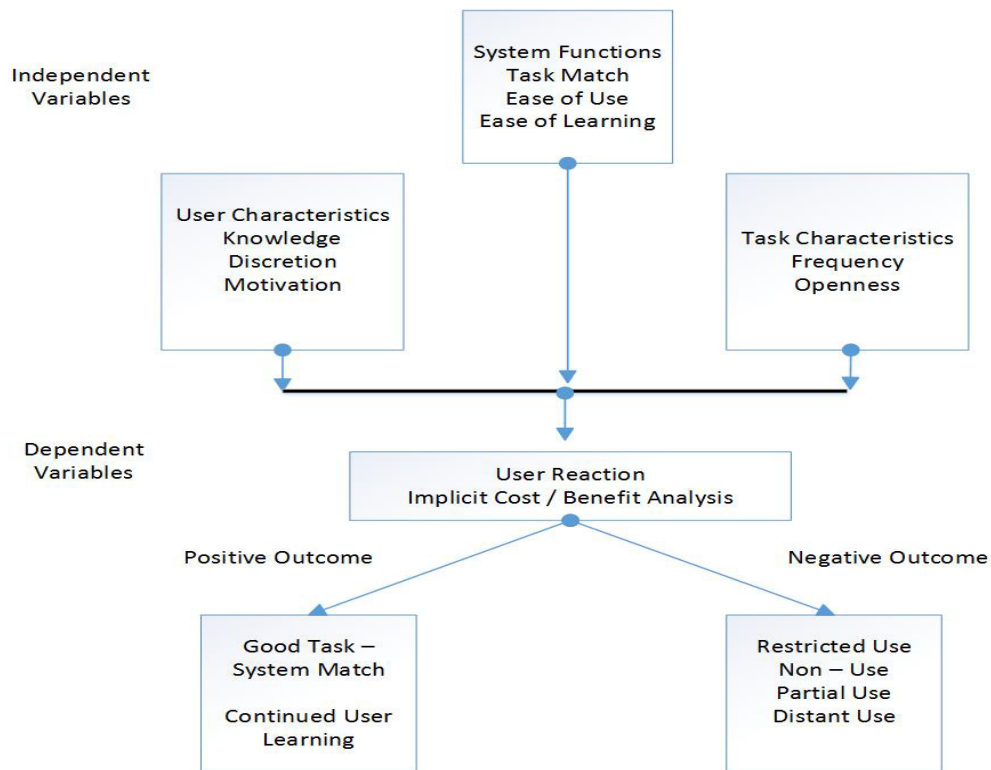 Independent
Variables
System Functions
Task Match
Ease of Use
Ease of Learning
User Characteristics
Knowledge
Discretion
Motivation
Task Characteristics
Frequency
Openness
Dependent
Variables
User Reaction
Implicit Cost / Benefit Analysis
Positive Outcome
Negative Outcome
Good Task –
System Match
Continued User
Learning
Restricted Use
Non – Use
Partial Use
Distant Use